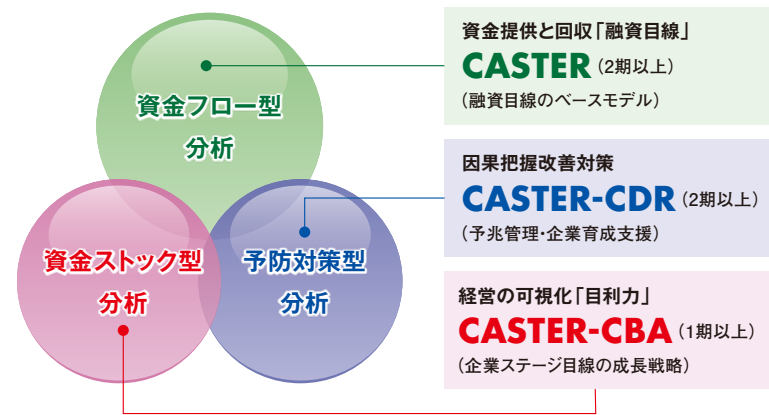 資金フロー型
分析
資金ストック型
分析
予防対策型
分析
資金提供と回収「融資目線」
CASTER（2期以上）
（融資目線のベースモデル）
因果把握改善対策
CASTER-CDR（2期以上）
（予兆管理・企業育成支援）
経営の可視化「目利力」
CASTER-CBA（1期以上）
（企業ステージ目線の成長戦略）